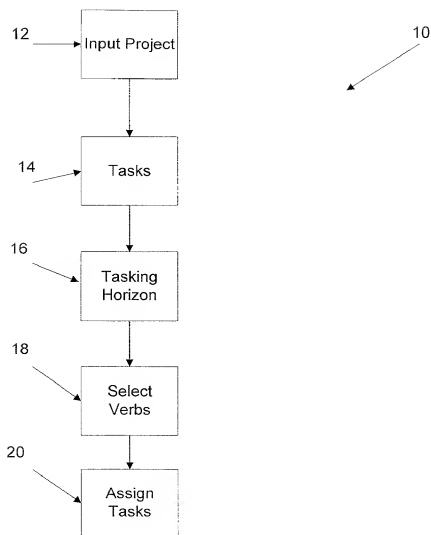 12
Input Project
10
14
Tasks
16
Tasking
Horizon
18
Select
Verbs
20
Assign
Tasks